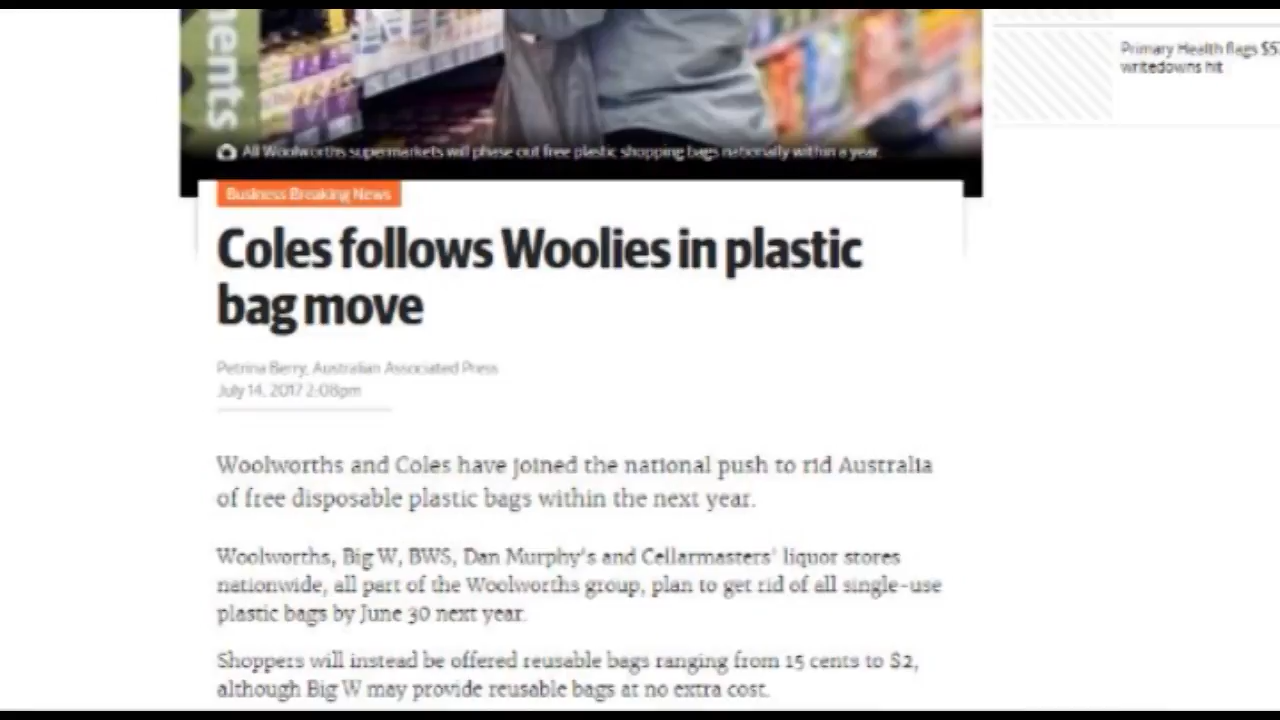 nents
All Woolworths supermarkets will phase out free plastic shopping bags nationally within a year.
Primary Health flags $5
writedowns hit
Business Breaking News
Coles follows Woolies in plastic
bag move
Petrina Berry, Australian Associated Press
July 14, 2017 2:08pm
Woolworths and Coles have joined the national push to rid Australia
of free disposable plastic bags within the next year.
Woolworths, Big W, BWS, Dan Murphy's and Cellarmasters' liquor stores
nationwide, all part of the Woolworths group, plan to get rid of all single-use
plastic bags by June 30 next year.
Shoppers will instead be offered reusable bags ranging from 15 cents to $2,
although Big W may provide reusable bags at no extra cost.